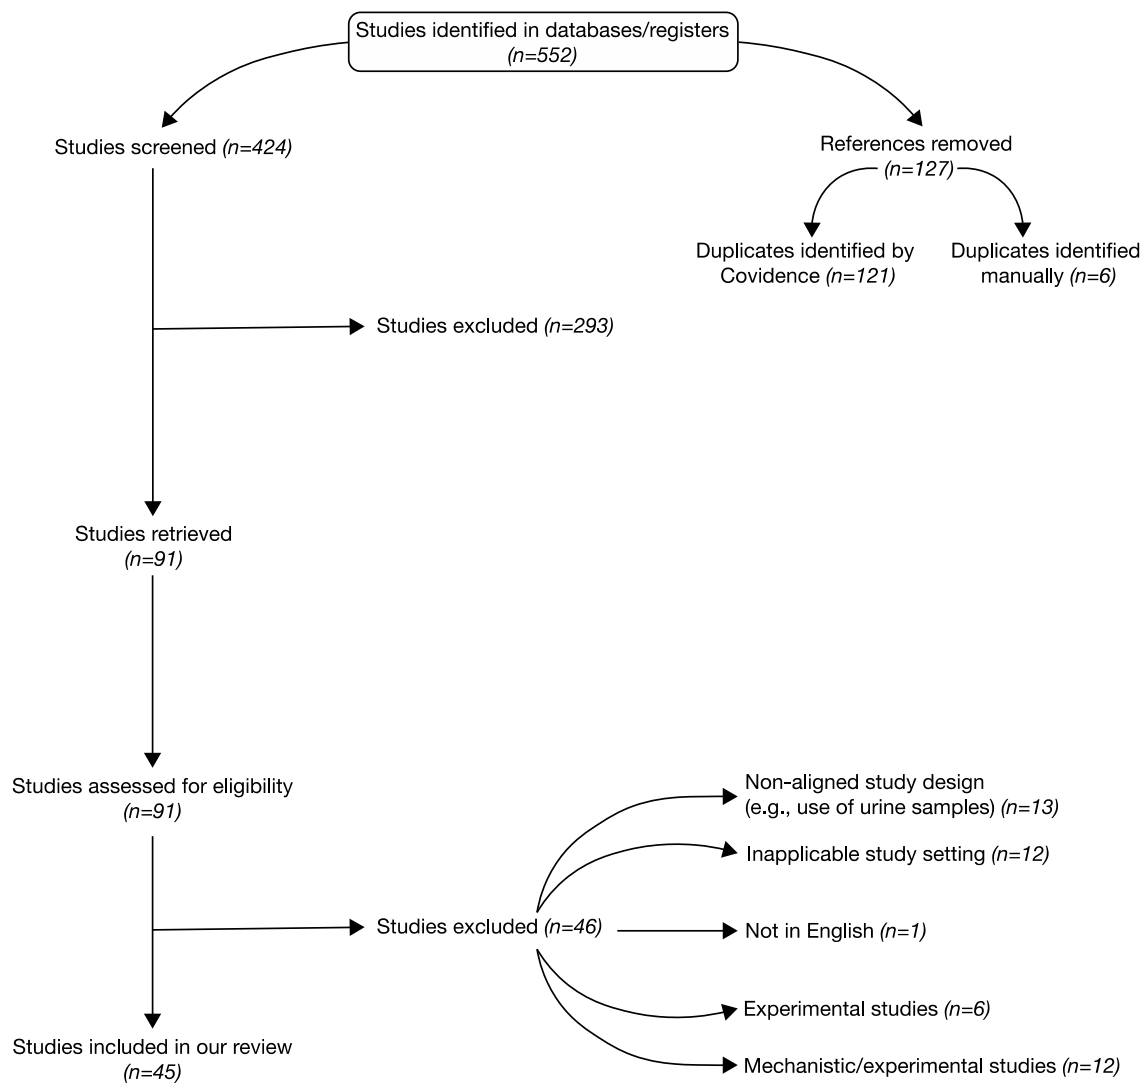 Studies identified in databases/registers
(n=552)
Studies screened (n=424)
References removed
(n=127)
Duplicates identified by
Covidence (n=121)
Duplicates identified
manually (n=6)
Studies excluded (n=293)
Studies retrieved
(n=91)
Studies assessed for eligibility
(n=91)
Non-aligned study design
(e.g., use of urine samples) (n=13)
Inapplicable study setting (n=12)
Studies excluded (n=46)
Not in English (n=1)
Experimental studies (n=6)
Studies included in our review
(n=45)
Mechanistic/experimental studies (n=12)